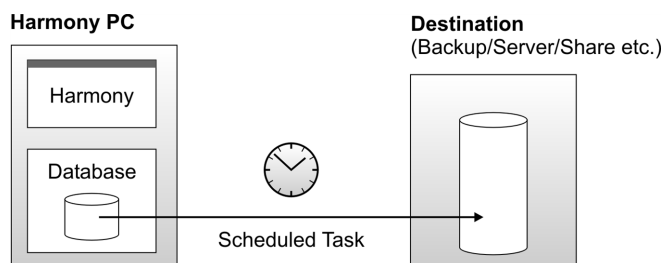 Harmony PC
Destination
(Backup/Server/Share etc.)
Harmony
Database
Scheduled Task